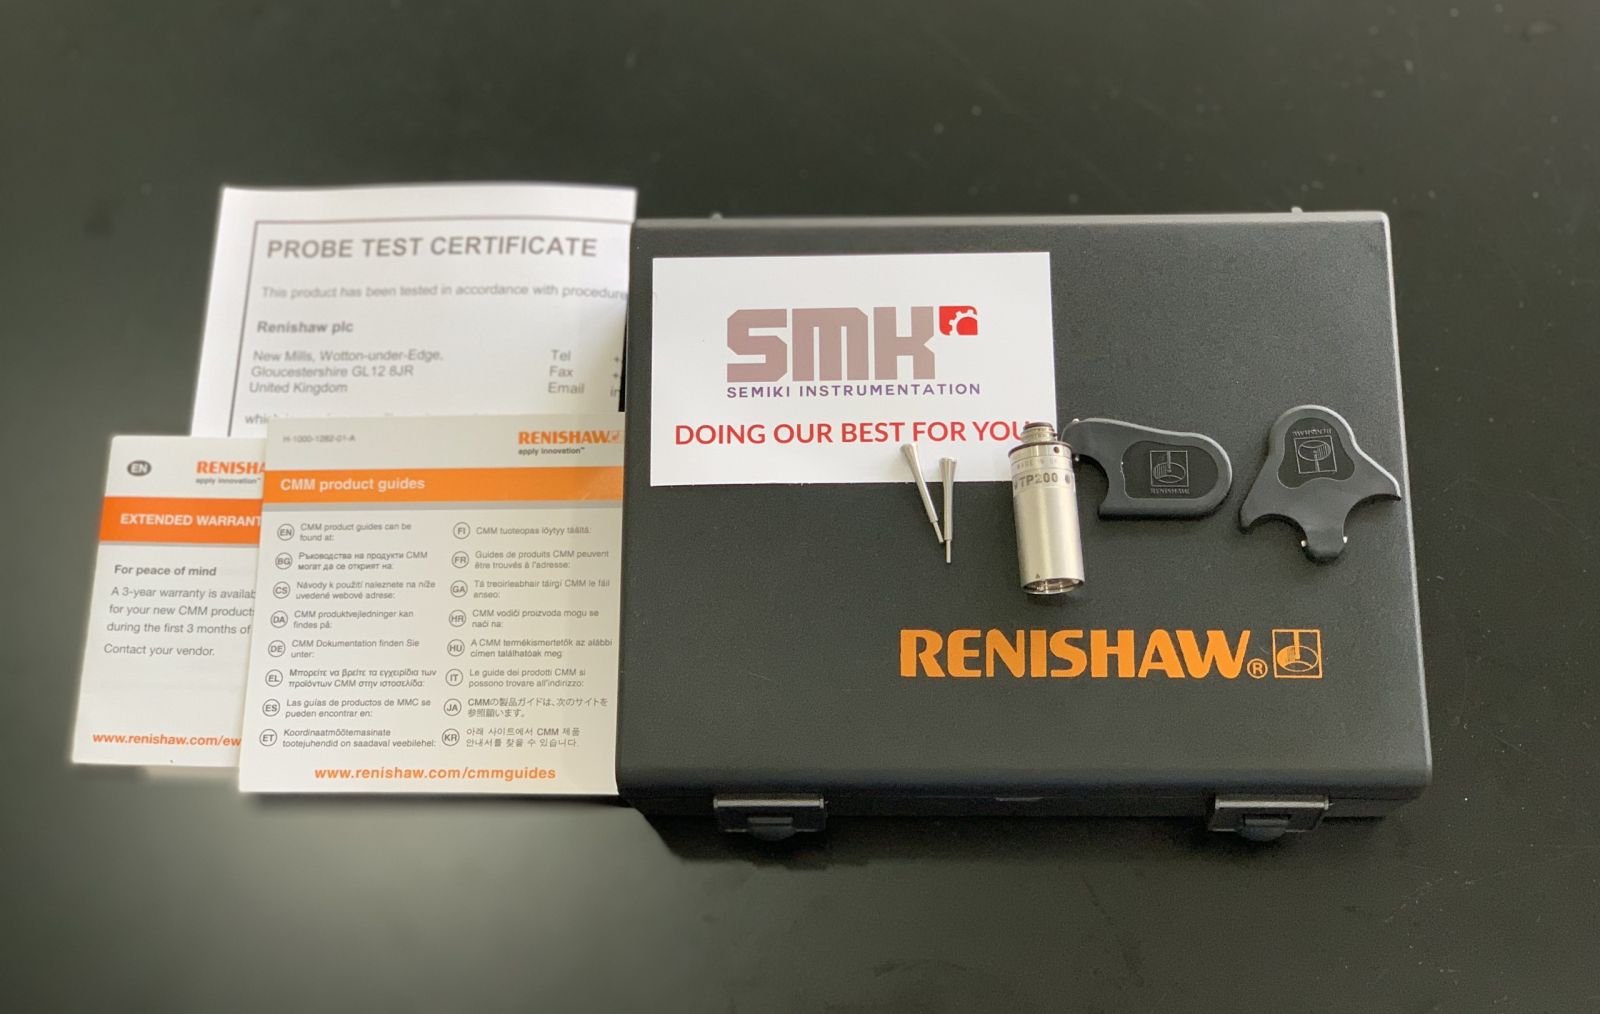 PROBE TEST CERTIFICATE
This product has been tested in accordance with procedure
Renishaw plc
New Mills, Wotton-under-Edge,
Gloucestershire GL12 8JR
United Kingdom
Tel
Fax
Email
EN
apply innovation™
EXTENDED WARRANT
For peace of mind
A 3-year warranty is availab
for your new CMM product
during the first 3 months of
Contact your vendor.
www.renishaw.com/ew
H-1000-1282-01-A
RENISHAW
apply innovation™
CMM product guides
EN CMM product guides can be
found at:
BG Ръководства на продукти CMM
могат да се открият на:
CS Návody k použití naleznete na níže
uvedené webové adrese:
DA CMM produktvejledninger kan
findes på:
DE CMM Dokumentation finden Sie
unter:
EL Μπορείτε να βρείτε τα εγχειρίδια των
προϊόντων CMM στην ιστοσελίδα:
ES Las guías de productos de MMC se
pueden encontrar en:
ET Koordinaatmõõtemasinate
tootejuhendid on saadaval veebilehel:
FI CMM tuoteopas löytyy täältä:
FR Guides de produits CMM peuvent
être trouvés à l'adresse:
GA Tá treoirleabhair táirgí CMM le fáil
anseo:
HR CMM vodiči proizvoda mogu se
naći na:
HU A CMM termékismertetők az alábbi
címen találhatóak meg:
IT Le guide dei prodotti CMM si
possono trovare all'indirizzo:
JA CMMの製品ガイドは、次のサイトを
参照願います。
KR 아래 사이트에서 CMM 제품
안내서를 찾을 수 있습니다.
www.renishaw.com/cmmguides
SMK
SEMIKI INSTRUMENTATION
DOING OUR BEST FOR YOU
TP200
RENISHAW
RENISHAW
RENISHAW®